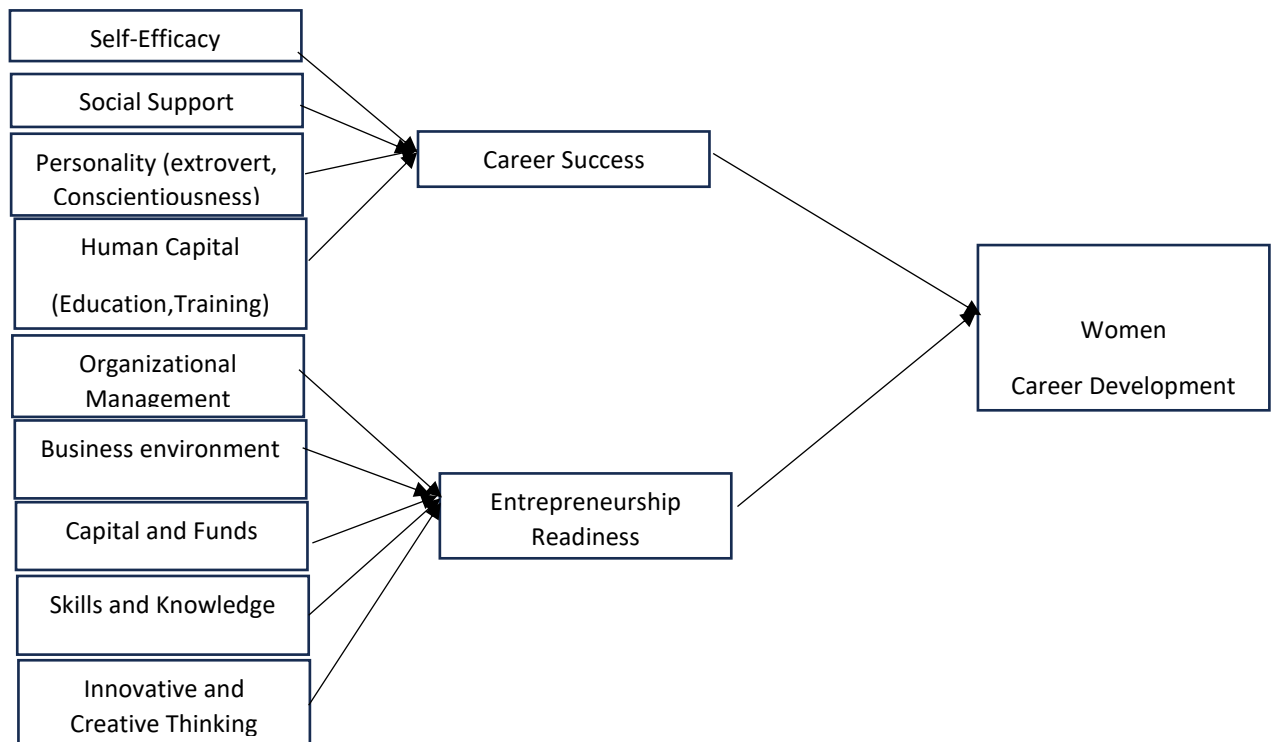 Self-Efficacy
Social Support
Personality (extrovert,
Conscientiousness)
Human Capital
(Education,Training)
Organizational
Management
Business environment
Capital and Funds
Skills and Knowledge
Innovative and
Creative Thinking
Career Success
Entrepreneurship
Readiness
Women
Career Development